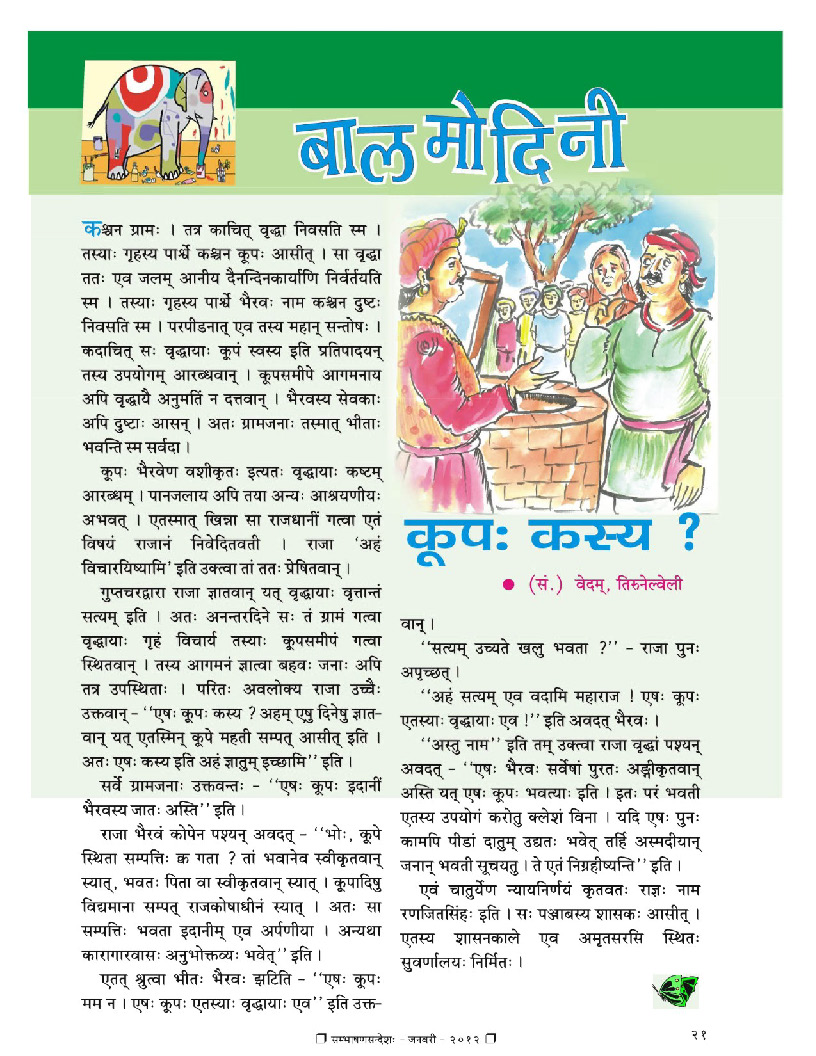 बालमोदिनी
कश्चन ग्रामः । तत्र काचित् वृद्धा निवसति स्म ।
तस्याः गृहस्य पार्श्वे कश्चन कूपः आसीत् । सा वृद्धा
ततः एव जलम् आनीय दैनन्दिनकार्याणि निर्वर्तयति
स्म । तस्याः गृहस्य पार्श्वे भैरवः नाम कश्चन दुष्टः
निवसति स्म । परपीडनात् एव तस्य महान् सन्तोषः ।
कदाचित् सः वृद्धायाः कूपं स्वस्य इति प्रतिपादयन्
तस्य उपयोगम् आरब्धवान् । कूपसमीपे आगमनाय
अपि वृद्धायै अनुमतिं न दत्तवान् । भैरवस्य सेवकाः
अपि दुष्टाः आसन् । अतः ग्रामजनाः तस्मात् भीताः
भवन्ति स्म सर्वदा ।
कूपः भैरवेण वशीकृतः इत्यतः वृद्धायाः कष्टम्
आरब्धम् । पानजलाय अपि तया अन्यः आश्रयणीयः
अभवत् । एतस्मात् खिन्ना सा राजधानीं गत्वा एतं
विषयं राजानं निवेदितवती । राजा ‘अहं
विचारयिष्यामि’ इति उक्त्वा तां ततः प्रेषितवान् ।
गुप्तचरद्वारा राजा ज्ञातवान् यत् वृद्धायाः वृत्तान्तं
सत्यम् इति । अतः अनन्तरदिने सः तं ग्रामं गत्वा
वृद्धायाः गृहं विचार्य तस्याः कूपसमीपं गत्वा
स्थितवान् । तस्य आगमनं ज्ञात्वा बहवः जनाः अपि
तत्र उपस्थिताः । परितः अवलोक्य राजा उच्चैः
उक्तवान् – ‘‘एषः कूपः कस्य ? अहम् एषु दिनेषु ज्ञात-
वान् यत् एतस्मिन् कूपे महती सम्पत् आसीत् इति ।
अतः एषः कस्य इति अहं ज्ञातुम् इच्छामि’’ इति ।
सर्वे ग्रामजनाः उक्तवन्तः – ‘‘एषः कूपः इदानीं
भैरवस्य जातः अस्ति’’ इति ।
राजा भैरवं कोपेन पश्यन् अवदत् – ‘‘भोः, कूपे
स्थिता सम्पत्तिः क्व गता ? तां भवानेव स्वीकृतवान्
स्यात्, भवतः पिता वा स्वीकृतवान् स्यात् । कूपादिषु
विद्यमाना सम्पत् राजकोषाधीनं स्यात् । अतः सा
सम्पत्तिः भवता इदानीम् एव अर्पणीया । अन्यथा
कारागारवासः अनुभोक्तव्यः भवेत्’’ इति ।
एतत् श्रुत्वा भीतः भैरवः झटिति – ‘‘एषः कूपः
मम न । एषः कूपः एतस्याः वृद्धायाः एव’’ इति उक्त-
कूपः कस्य ?
● (सं.) वेदम्, तिरुनेल्वेली
वान् ।
‘‘सत्यम् उच्यते खलु भवता ?’’ – राजा पुनः
अपृच्छत् ।
‘‘अहं सत्यम् एव वदामि महाराज ! एषः कूपः
एतस्याः वृद्धायाः एव !’’ इति अवदत् भैरवः ।
‘‘अस्तु नाम’’ इति तम् उक्त्वा राजा वृद्धां पश्यन्
अवदत् – ‘‘एषः भैरवः सर्वेषां पुरतः अङ्गीकृतवान्
अस्ति यत् एषः कूपः भवत्याः इति । इतः परं भवती
एतस्य उपयोगं करोतु क्लेशं विना । यदि एषः पुनः
कामपि पीडां दातुम् उद्यतः भवेत् तर्हि अस्मदीयान्
जनान् भवती सूचयतु । ते एतं निग्रहीष्यन्ति’’ इति ।
एवं चातुर्येण न्यायनिर्णयं कृतवतः राज्ञः नाम
रणजितसिंहः इति । सः पञ्जाबस्य शासकः आसीत् ।
एतस्य शासनकाले एव अमृतसरसि स्थितः
सुवर्णालयः निर्मितः ।
❐ सम्भाषणसन्देशः – जनवरी – २०१२ ❐
२१